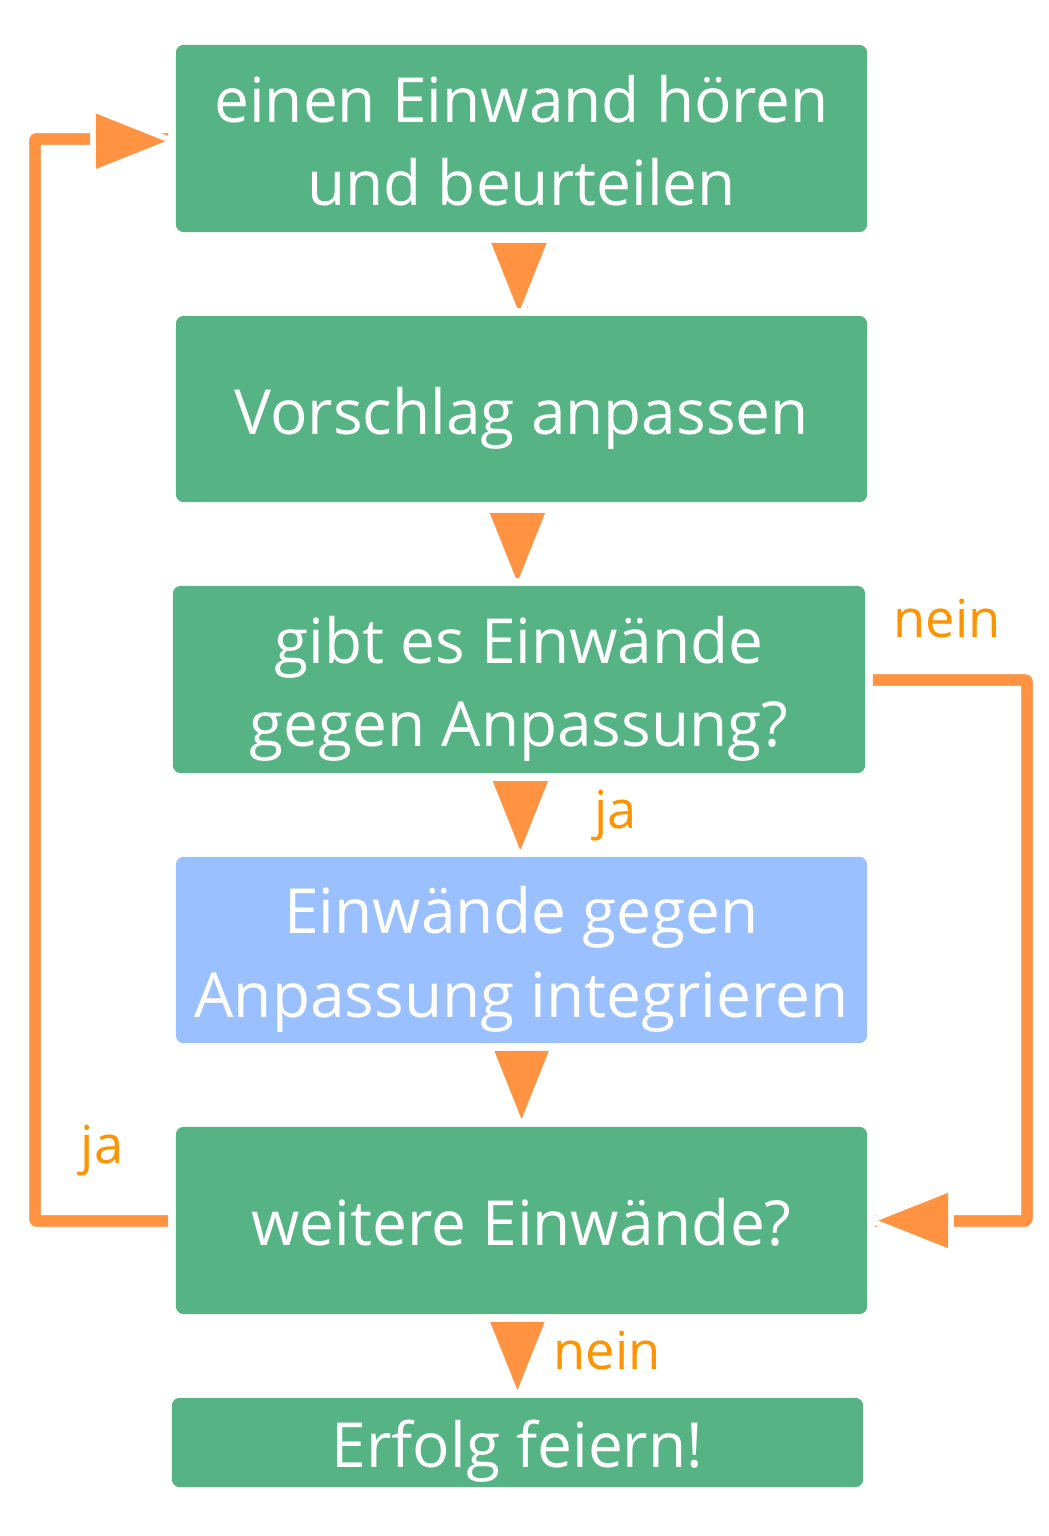 einen Einwand hören
und beurteilen
Vorschlag anpassen
gibt es Einwände
gegen Anpassung?
nein
ja
Einwände gegen
Anpassung integrieren
ja
weitere Einwände?
nein
Erfolg feiern!